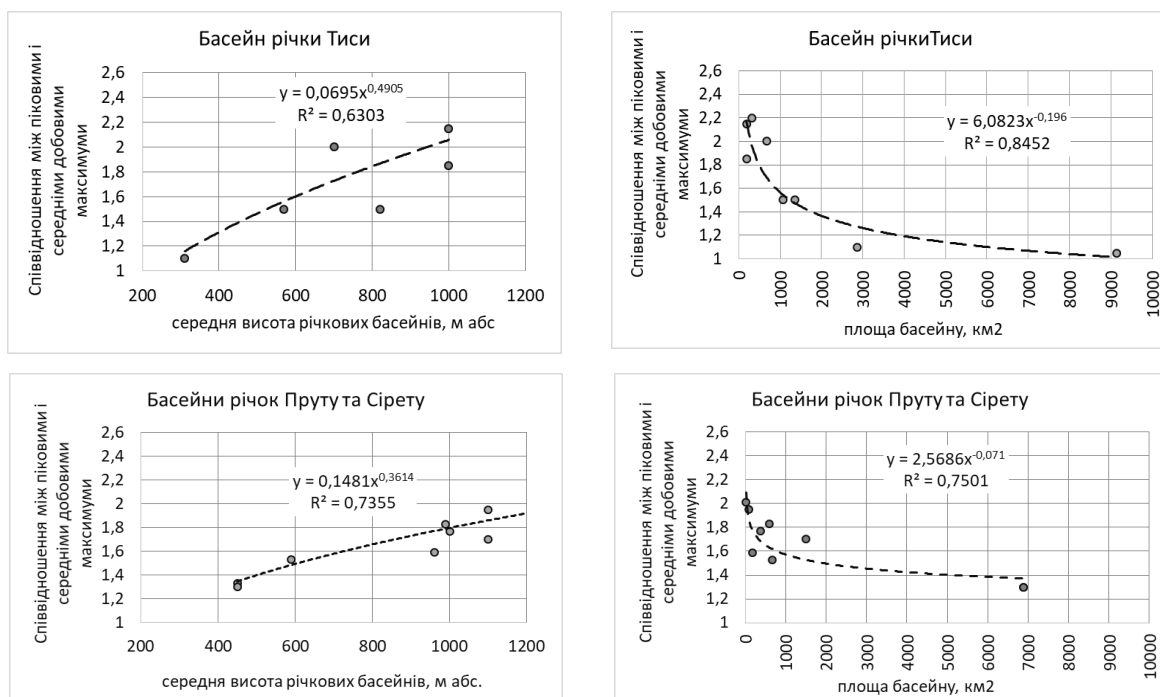 Басейн річки Тиси
Співвідношення між піковими і
середніми добовими
максимуми
2,6
2,4
2,2
2
1,8
1,6
1,4
1,2
1
y = 0,0695x^0,4905
R² = 0,6303
200 400 600 800 1000 1200
середня висота річкових басейнів, м абс
Басейн річкиТиси
Співвідношення між піковими і
середніми добовими
максимуми
2,6
2,4
2,2
2
1,8
1,6
1,4
1,2
1
y = 6,0823x^-0,196
R² = 0,8452
0 1000 2000 3000 4000 5000 6000 7000 8000 9000 10000
площа басейну, км2
Басейни річок Пруту та Сірету
Співвідношення між піковими і
середніми добовими
максимуми
2,6
2,4
2,2
2
1,8
1,6
1,4
1,2
1
y = 0,1481x^0,3614
R² = 0,7355
200 400 600 800 1000 1200
середня висота річкових басейнів, м абс.
Басейни річок Пруту та Сірету
Співвідношення між піковими і
середніми добовими
максимуми
2,6
2,4
2,2
2
1,8
1,6
1,4
1,2
1
y = 2,5686x^-0,071
R² = 0,7501
0 1000 2000 3000 4000 5000 6000 7000 8000 9000 10000
площа басейну, км2